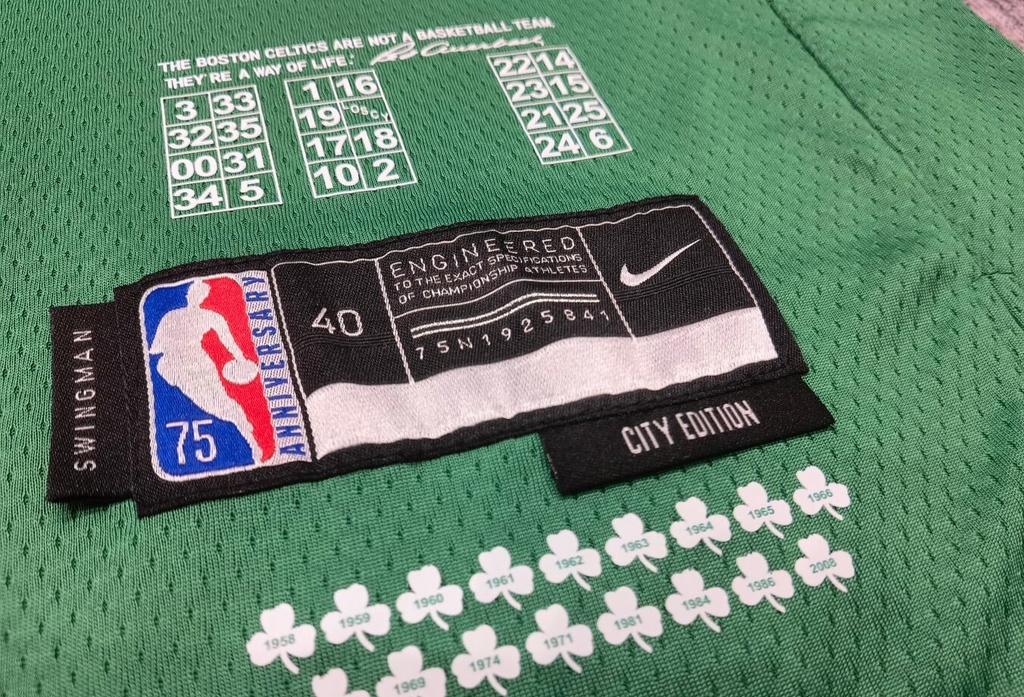 THE BOSTON CELTICS ARE NOT A BASKETBALL TEAM,
THEY'RE A WAY OF LIFE.'
3 33
32 35
00 31
34 5
1 16
19
17 18
10 2
22 14
23 15
21 25
24 6
SWINGMAN
75
ANNIVERSARY
40
ENGINEERED
TO THE EXACT SPECIFICATIONS
OF CHAMPIONSHIP ATHLETES
75N1925841
CITY EDITION
1958 1959 1960 1961 1962 1963 1964 1965 1966
1969 1974 1971 1981 1984 1986 2008